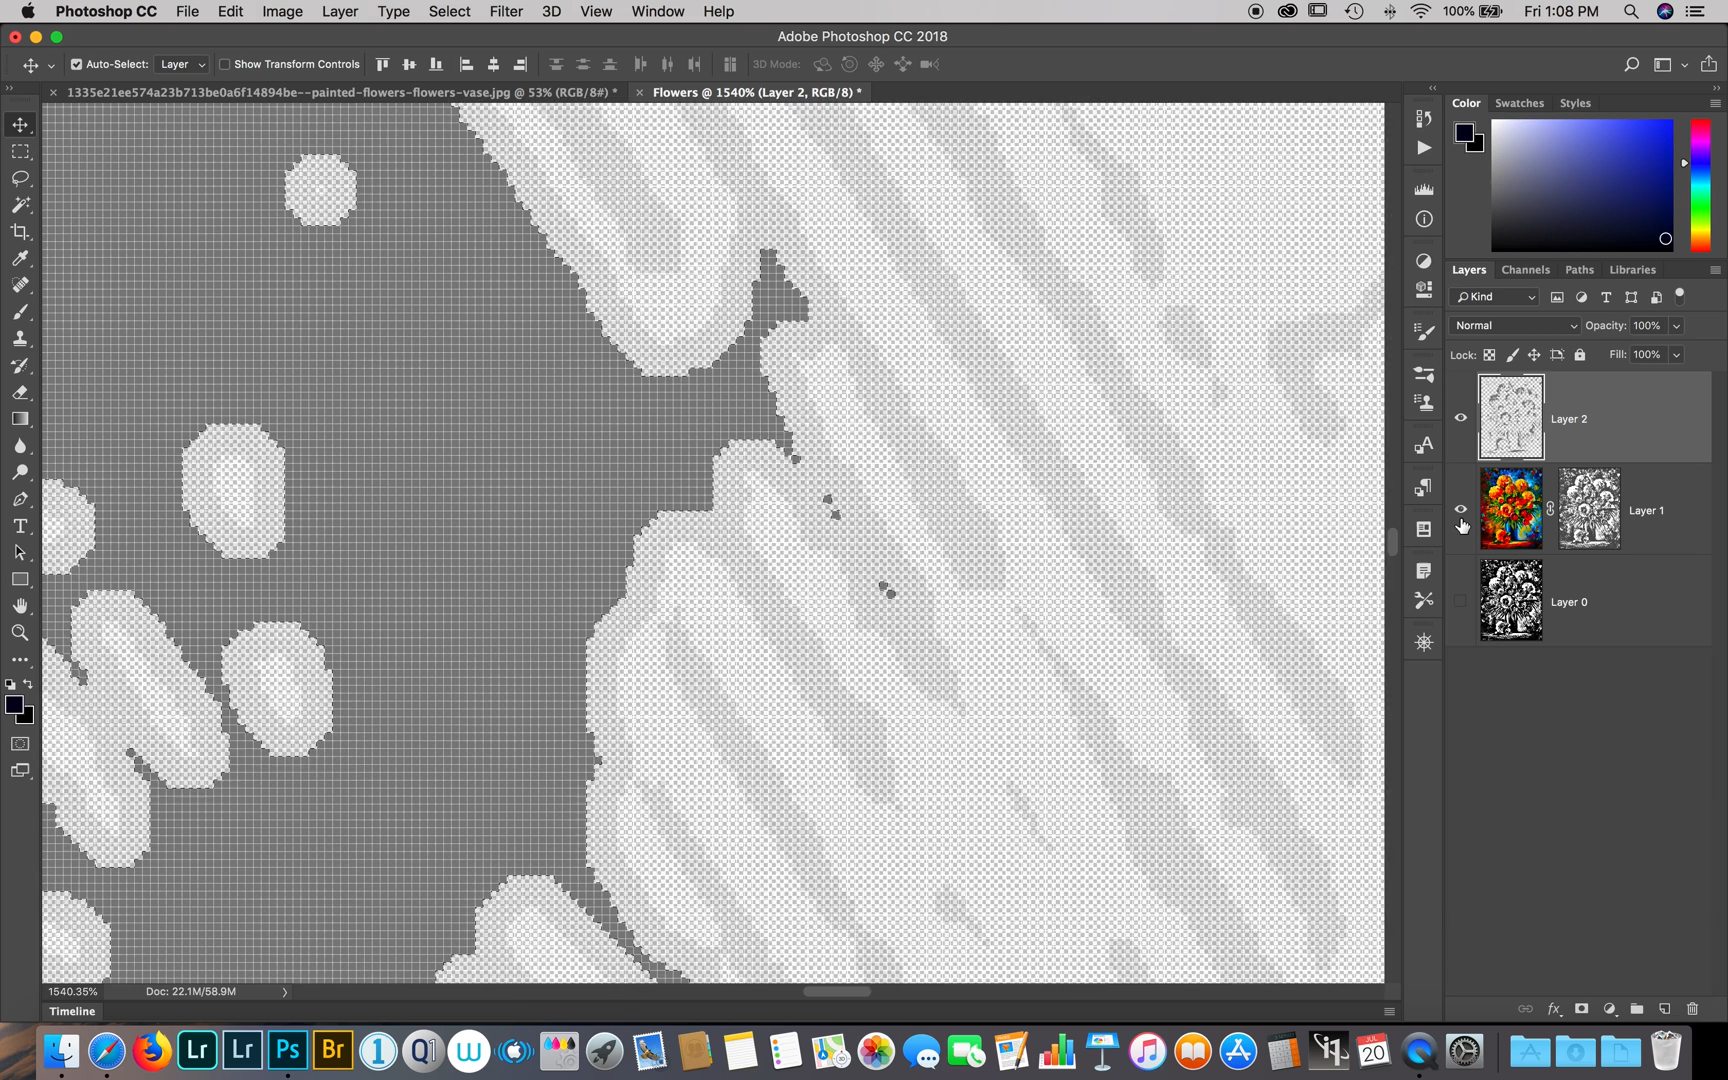 Photoshop CC File Edit Image Layer Type Select Filter 3D View Window Help 100% Fri 1:08 PM
Adobe Photoshop CC 2018
Auto-Select: Layer Show Transform Controls 3D Mode:
1335e21ee574a23b713be0a6f14894be--painted-flowers-flowers-vase.jpg @ 53% (RGB/8#) * Flowers @ 1540% (Layer 2, RGB/8) *
Color Swatches Styles
Layers Channels Paths Libraries
Kind
Normal Opacity: 100%
Lock: Fill: 100%
Layer 2
Layer 1
Layer 0
1540.35% Doc: 22.1M/58.9M
Timeline
Lr Lr Ps Br 1 Q1 W JUL 20